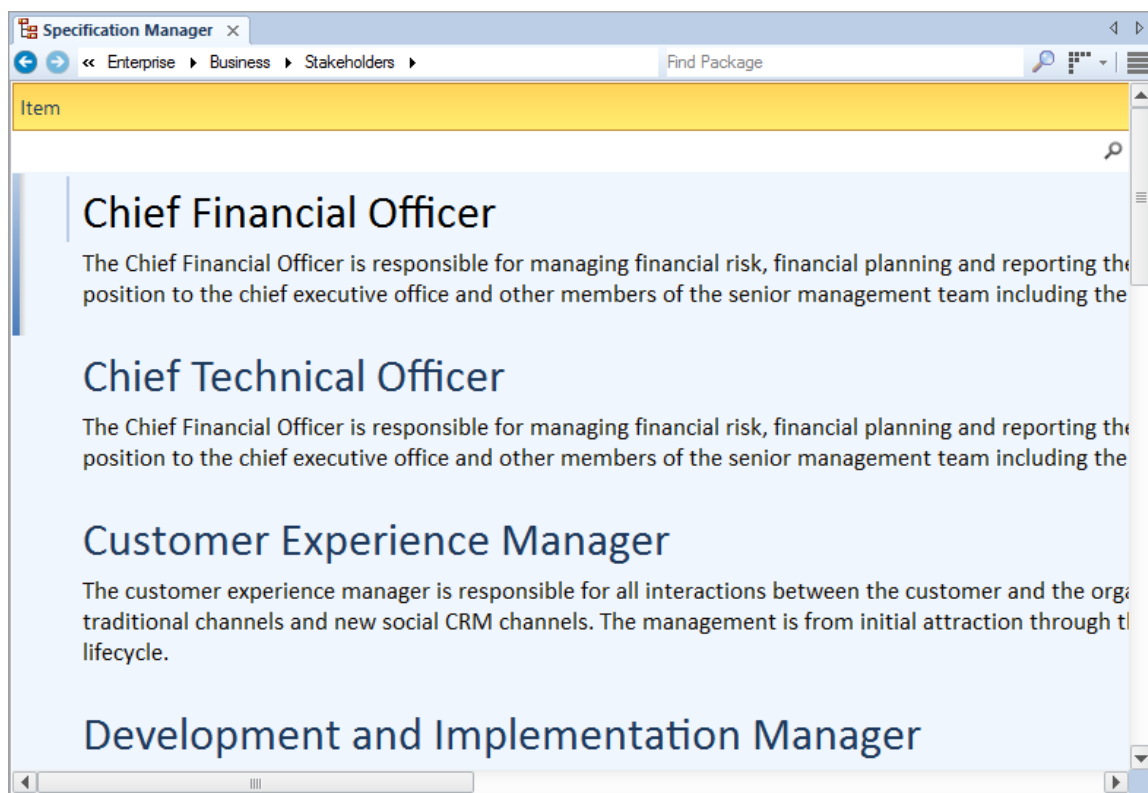 Specification Manager
« Enterprise Business Stakeholders Find Package
Item
Chief Financial Officer
The Chief Financial Officer is responsible for managing financial risk, financial planning and reporting the
position to the chief executive office and other members of the senior management team including the
Chief Technical Officer
The Chief Financial Officer is responsible for managing financial risk, financial planning and reporting the
position to the chief executive office and other members of the senior management team including the
Customer Experience Manager
The customer experience manager is responsible for all interactions between the customer and the
traditional channels and new social CRM channels. The management is from initial attraction through
lifecycle.
Development and Implementation Manager